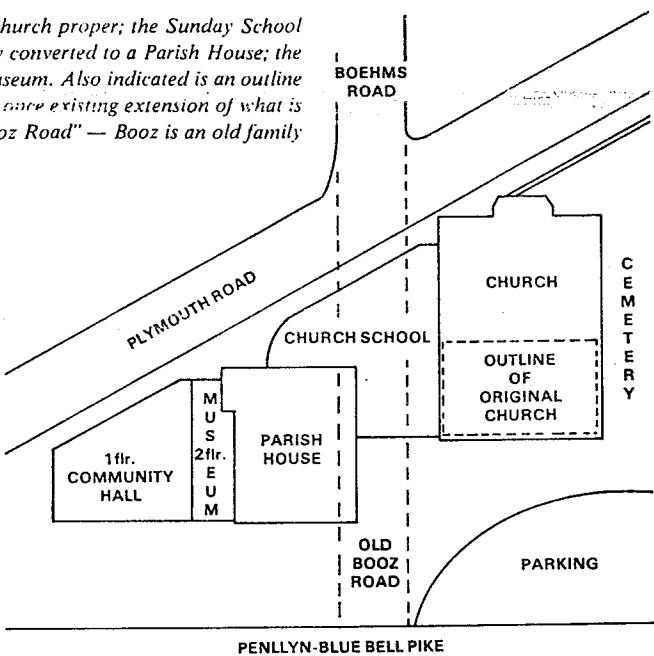 hurch proper; the Sunday School
converted to a Parish House; the
useum. Also indicated is an outline
once existing extension of what is
oz Road" — Booz is an old family
BOEHMS
ROAD
PLYMOUTH ROAD
CHURCH
CEMETERY
CHURCH SCHOOL
OUTLINE
OF
ORIGINAL
CHURCH
MUSEUM
2flr.
PARISH
HOUSE
1flr.
COMMUNITY
HALL
OLD
BOOZ
ROAD
PARKING
PENLLYN-BLUE BELL PIKE